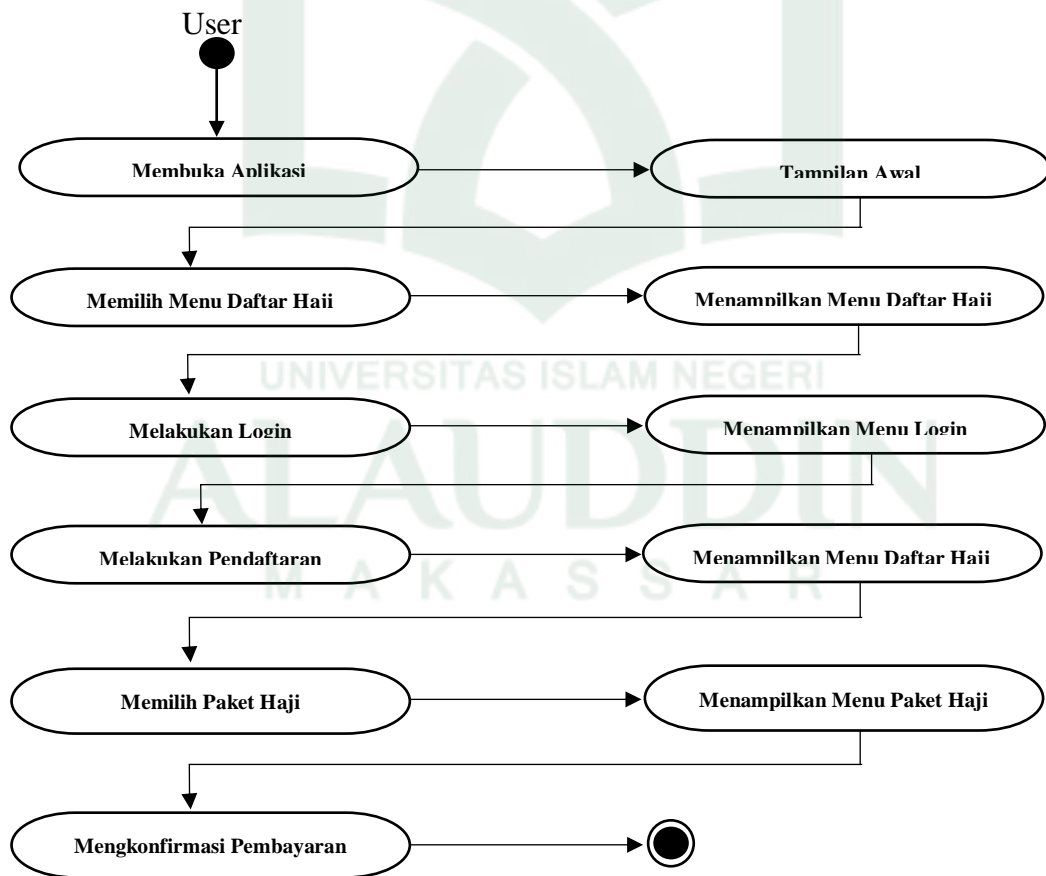 User
Membuka Aplikasi
Tampilan Awal
Memilih Menu Daftar Haji
Menampilkan Menu Daftar Haji
UNIVERSITAS ISLAM NEGERI
Melakukan Login
Menampilkan Menu Login
ALAUDDIN
Melakukan Pendaftaran
Menampilkan Menu Daftar Haji
MAKASSAR
Memilih Paket Haji
Menampilkan Menu Paket Haji
Mengkonfirmasi Pembayaran